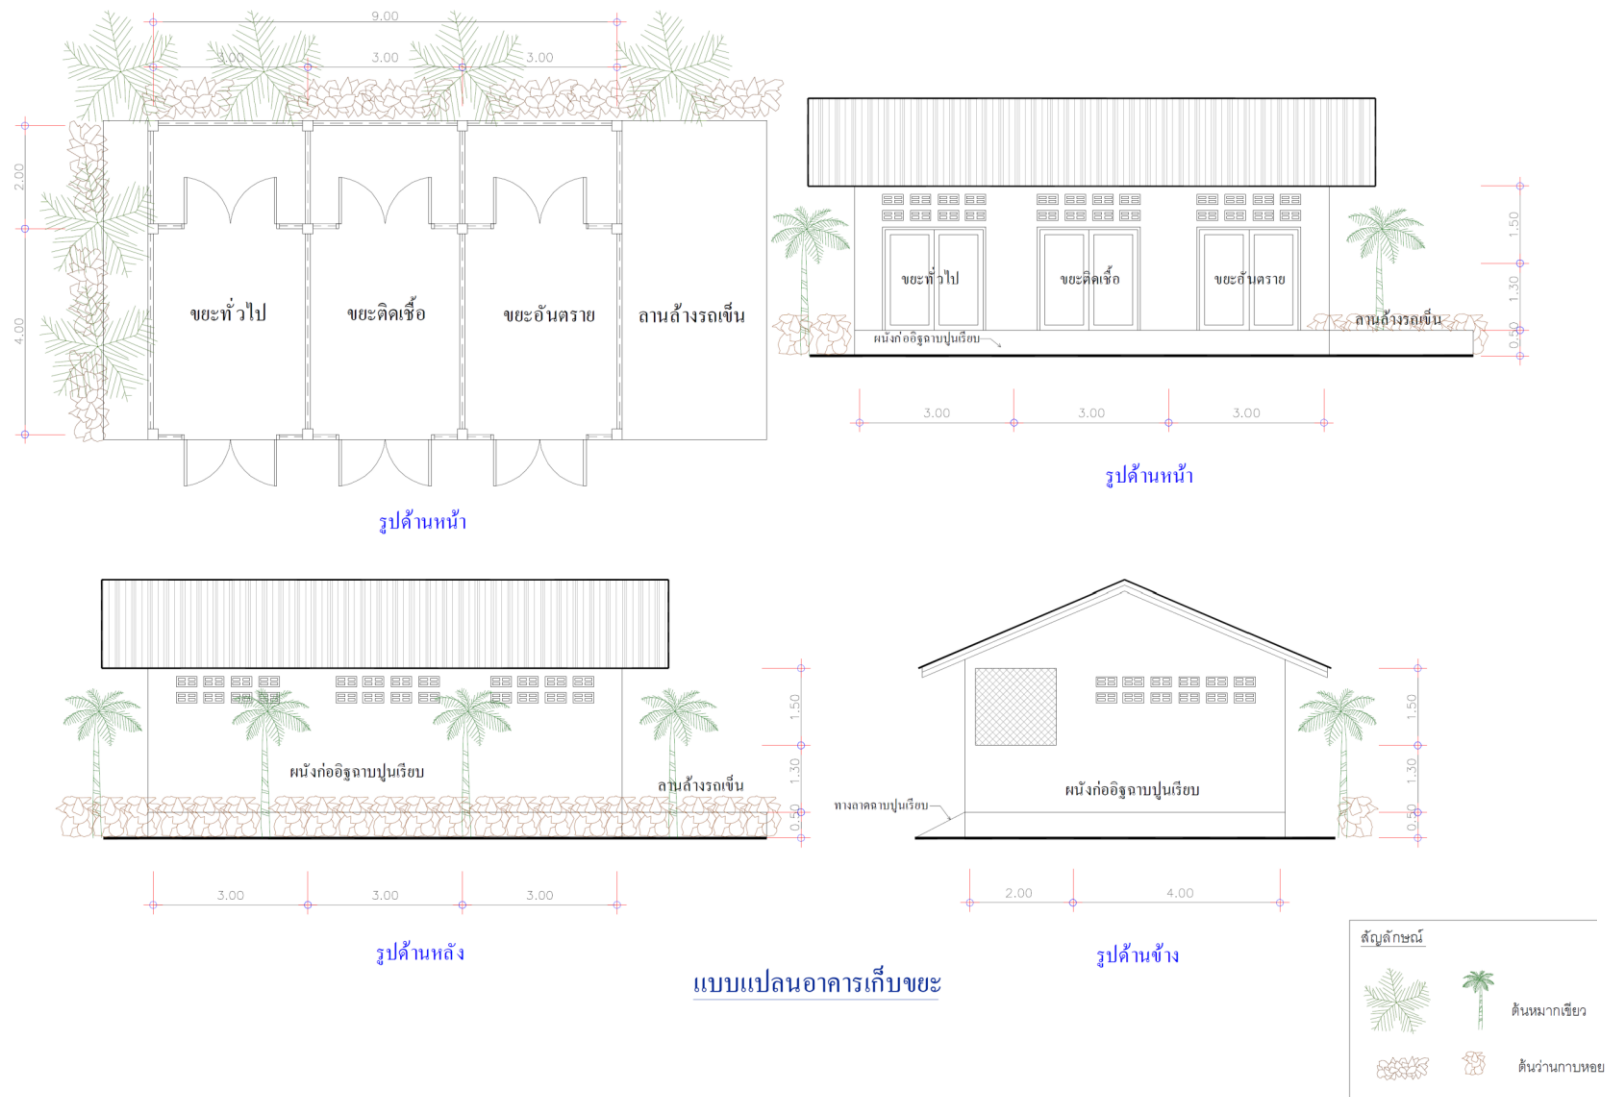 9.00
3.00
3.00
3.00
2.00
4.00
ขยะทั่วไป
ขยะติดเชื้อ
ขยะอันตราย
ลานล้างรถเข็น
รูปด้านหน้า
ขยะทั่วไป
ขยะติดเชื้อ
ขยะอันตราย
ลานล้างรถเข็น
ผนังก่ออิฐฉาบปูนเรียบ
1.50
1.30
0.50
3.00
3.00
3.00
รูปด้านหน้า
ผนังก่ออิฐฉาบปูนเรียบ
ลานล้างรถเข็น
1.50
1.30
0.50
3.00
3.00
3.00
รูปด้านหลัง
ทางลาดฉาบปูนเรียบ
ผนังก่ออิฐฉาบปูนเรียบ
1.50
1.30
0.50
2.00
4.00
รูปด้านข้าง
แบบแปลนอาคารเก็บขยะ
สัญลักษณ์
ต้นหมากเขียว
ต้นว่านกาบหอย